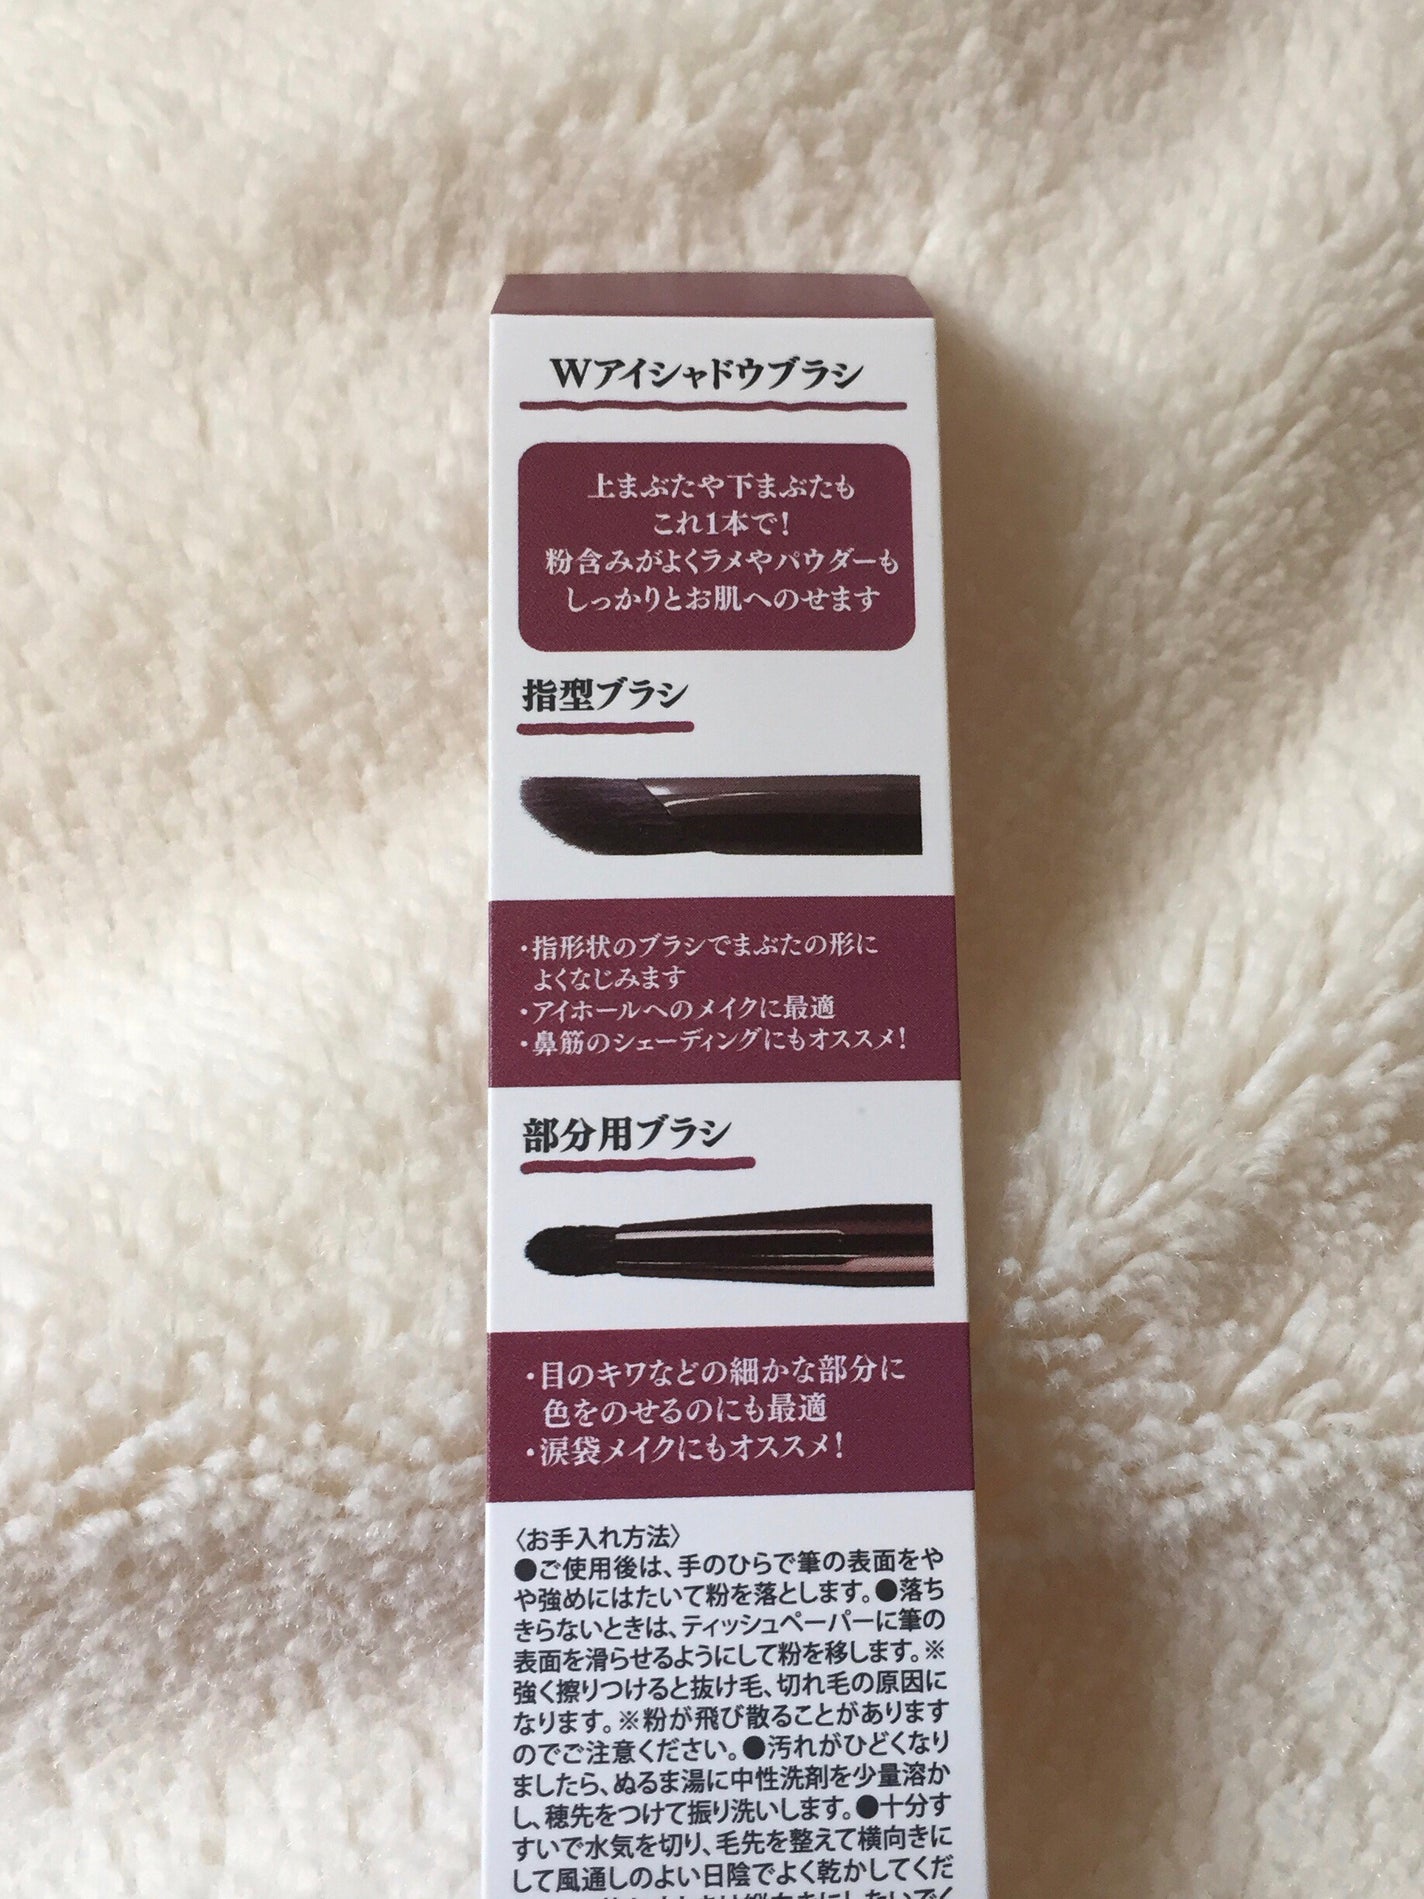 Wアイシャドウブラシ
上まぶたや下まぶたも
これ1本で!
粉含みがよくラメやパウダーも
しっかりとお肌へのせます
指型ブラシ
・指形状のブラシでまぶたの形に
よくなじみます
・アイホールへのメイクに最適
・鼻筋のシェーディングにもオススメ!
部分用ブラシ
・目のキワなどの細かな部分に
色をのせるのにも最適
・涙袋メイクにもオススメ!
〈お手入れ方法〉
●ご使用後は、手のひらで筆の表面をや
や強めにはたいて粉を落とします。●落ち
きらないときは、ティッシュペーパーに筆の
表面を滑らせるようにして粉を移します。※
強く擦りつけると抜け毛、切れ毛の原因に
なります。※粉が飛び散ることがあります
のでご注意ください。●汚れがひどくなり
ましたら、ぬるま湯に中性洗剤を少量溶か
し、穂先をつけて振り洗いします。●十分す
すいで水気を切り、毛先を整えて横向きに
して風通しのよい日陰でよく乾かしてくだ